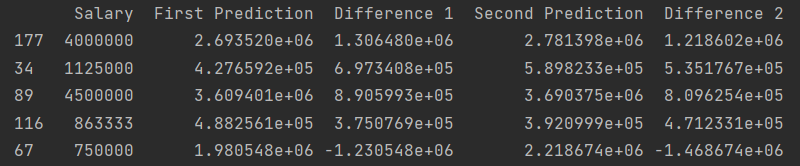 Salary First Prediction Difference 1 Second Prediction Difference 2
177 4000000 2.693520e+06 1.306480e+06 2.781398e+06 1.218602e+06
34 1125000 4.276592e+05 6.973408e+05 5.898233e+05 5.351767e+05
89 4500000 3.609401e+06 8.905993e+05 3.690375e+06 8.096254e+05
116 863333 4.882561e+05 3.750769e+05 3.920999e+05 4.712331e+05
67 750000 1.980548e+06 -1.230548e+06 2.218674e+06 -1.468674e+06